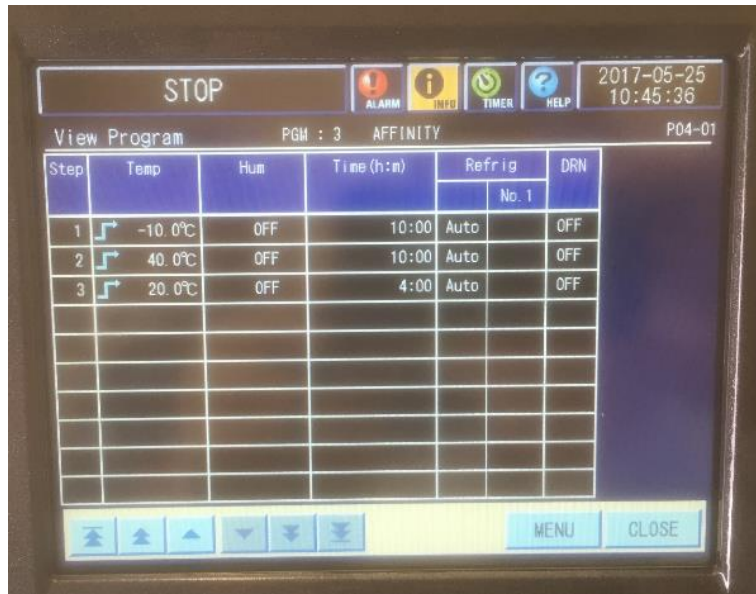 STOP
ALARM
INFO
TIMER
HELP
2017-05-25
10:45:36
View Program PGM : 3 AFFINITY P04-01
Step Temp Hum Time(h:m) Refrig DRN
No.1
1 -10.0℃ OFF 10:00 Auto OFF
2 40.0℃ OFF 10:00 Auto OFF
3 20.0℃ OFF 4:00 Auto OFF
MENU CLOSE